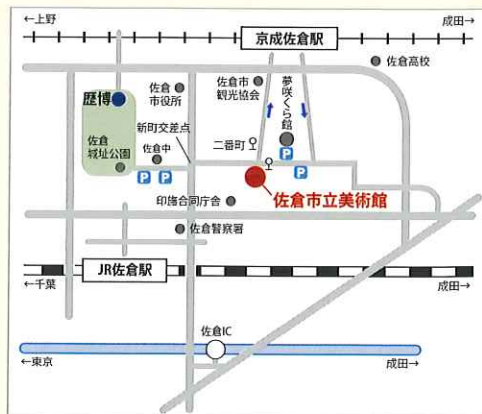 ←上野
成田→
京成佐倉駅
佐倉高校
歴博
佐倉
市役所
佐倉市
観光協会
夢咲くら館
新町交差点
二番町
佐倉
城址公園
佐倉中
P
P
P
P
佐倉市立美術館
印旛合同庁舎
佐倉警察署
JR佐倉駅
←千葉
成田→
佐倉IC
←東京
成田→